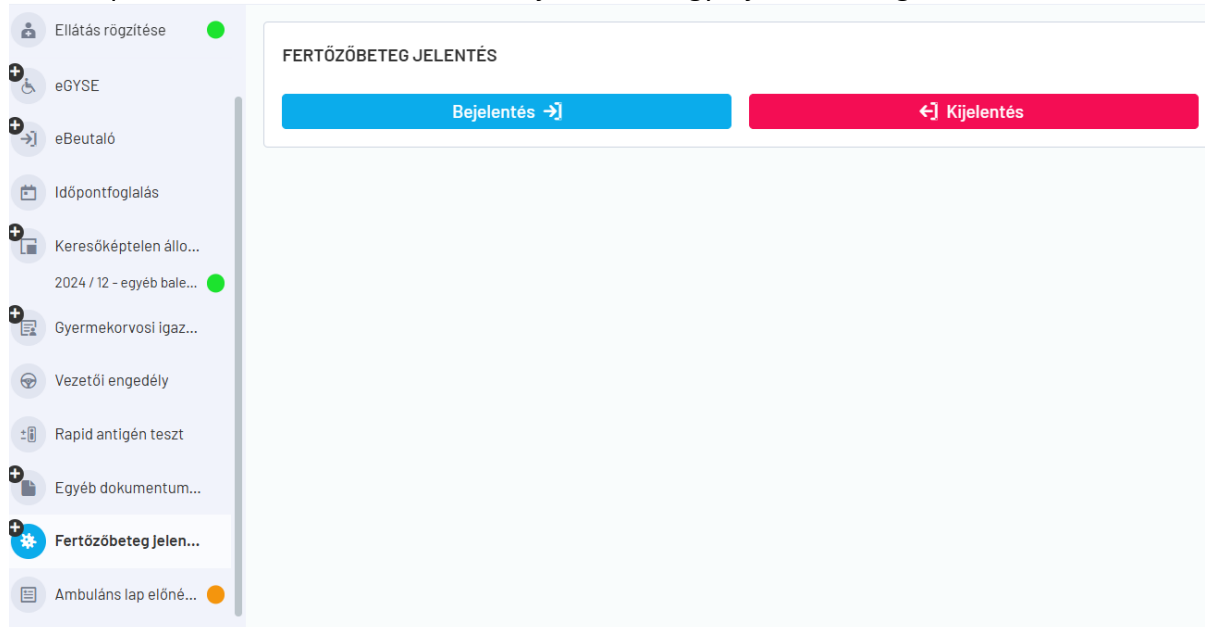 Ellátás rögzítése
eGYSE
eBeutaló
Időpontfoglalás
Keresőképtelen állo...
2024 / 12 - egyéb bale...
Gyermekorvosi igaz...
Vezetői engedély
Rapid antigén teszt
Egyéb dokumentum...
Fertőzőbeteg jelen...
Ambuláns lap előné...
FERTŐZŐBETEG JELENTÉS
Bejelentés
Kijelentés